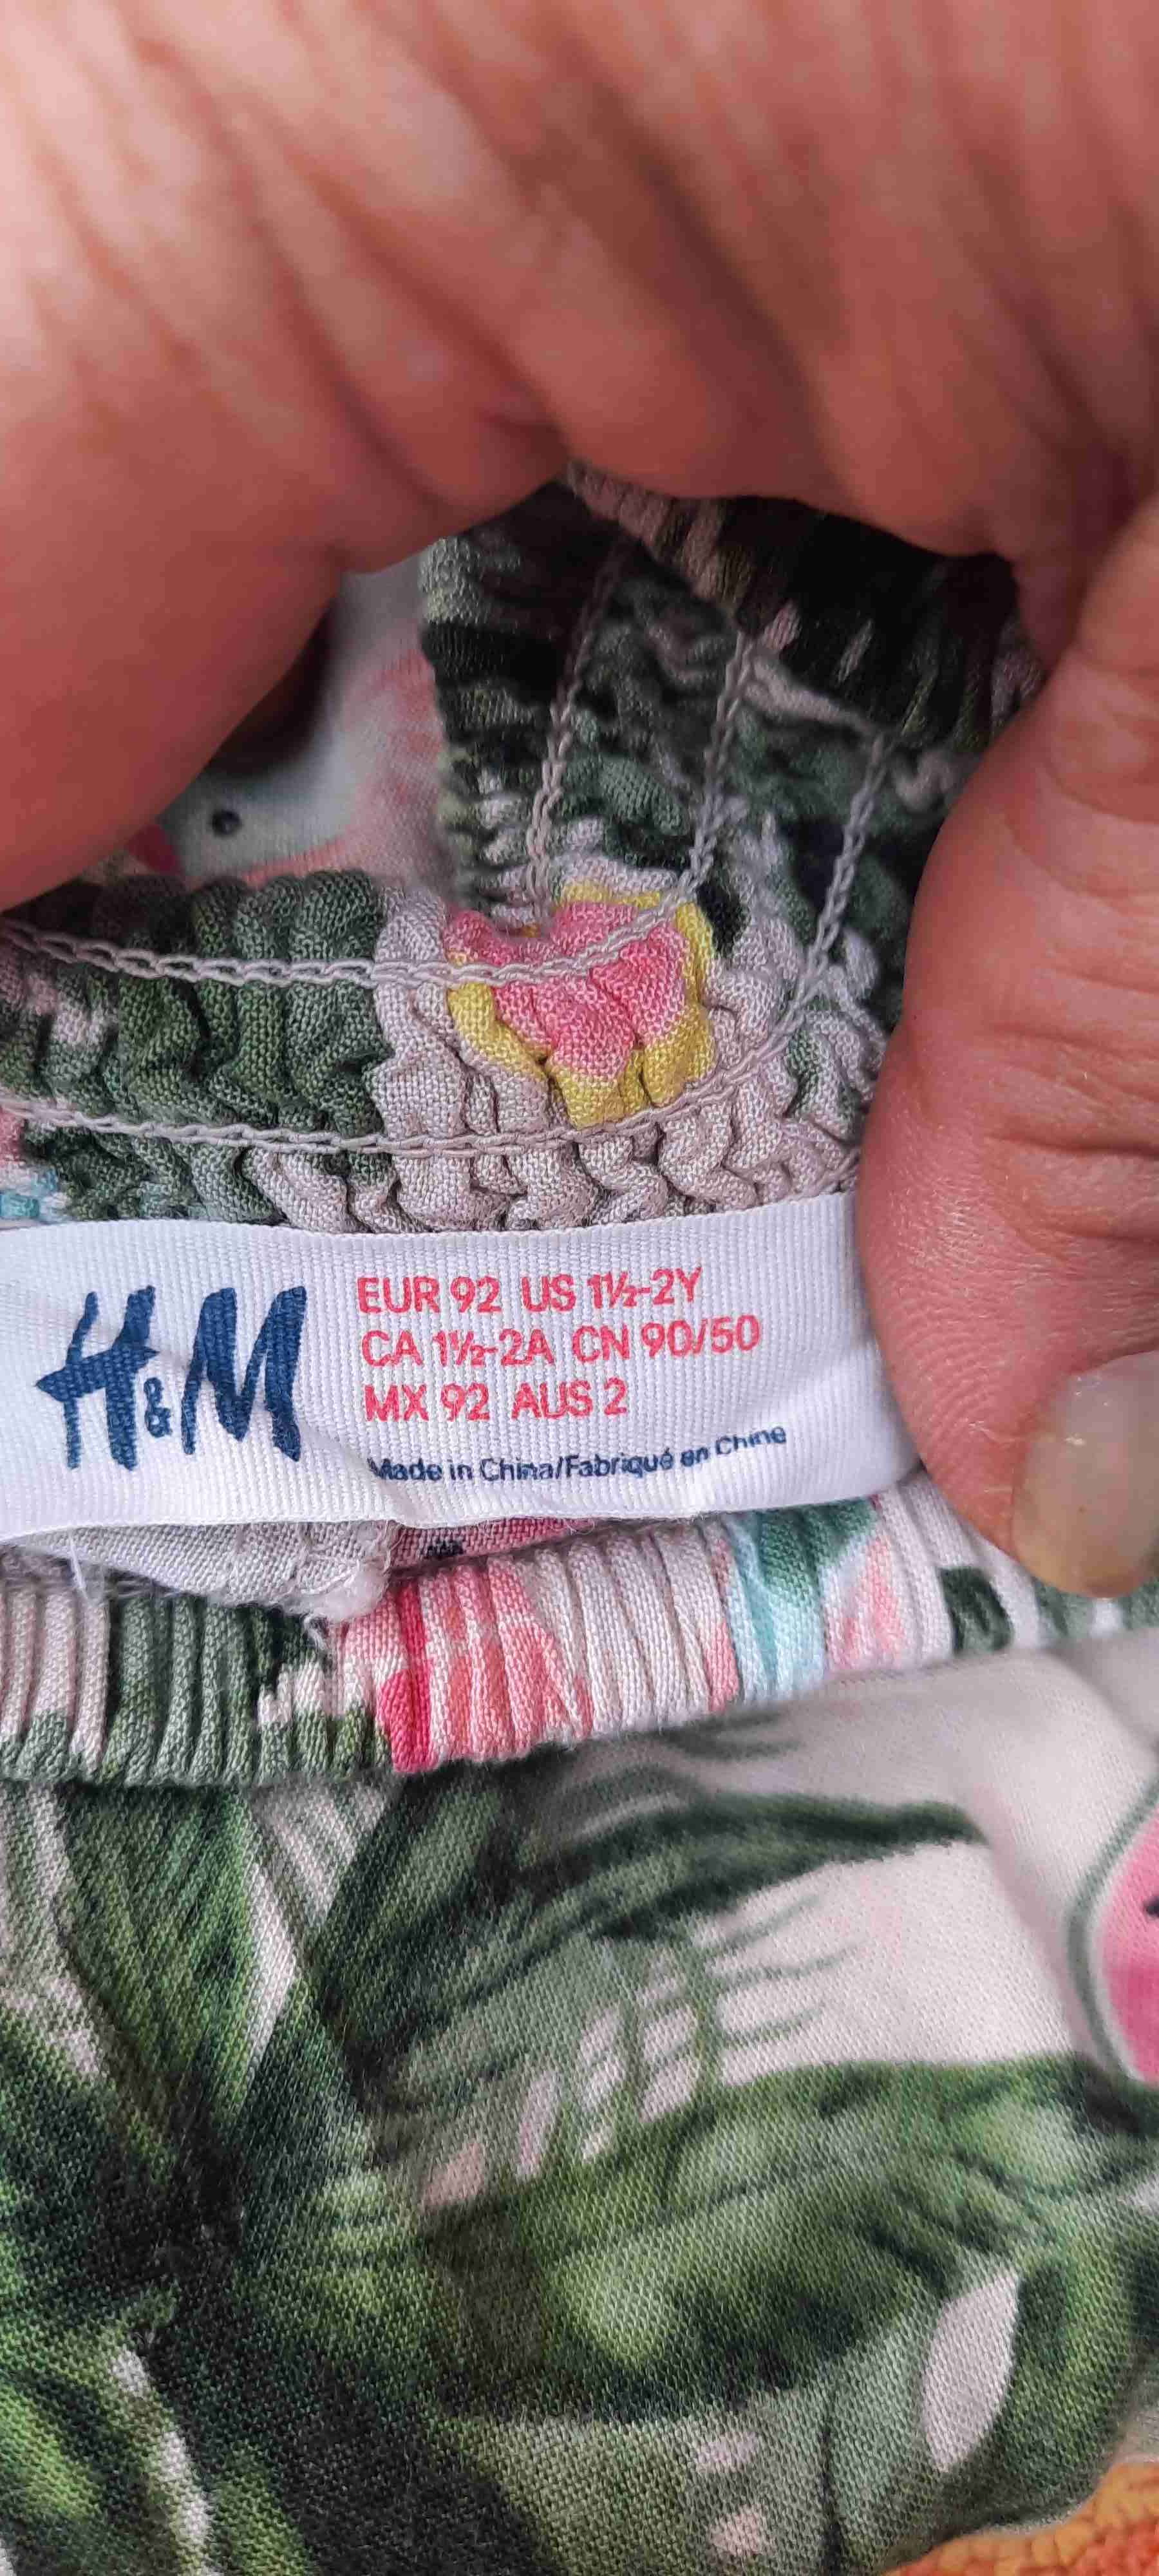 H&M
EUR 92 US 1½-2Y
CA 1½-2A CN 90/50
MX 92 AUS 2
Made in China/Fabriqué en Chine